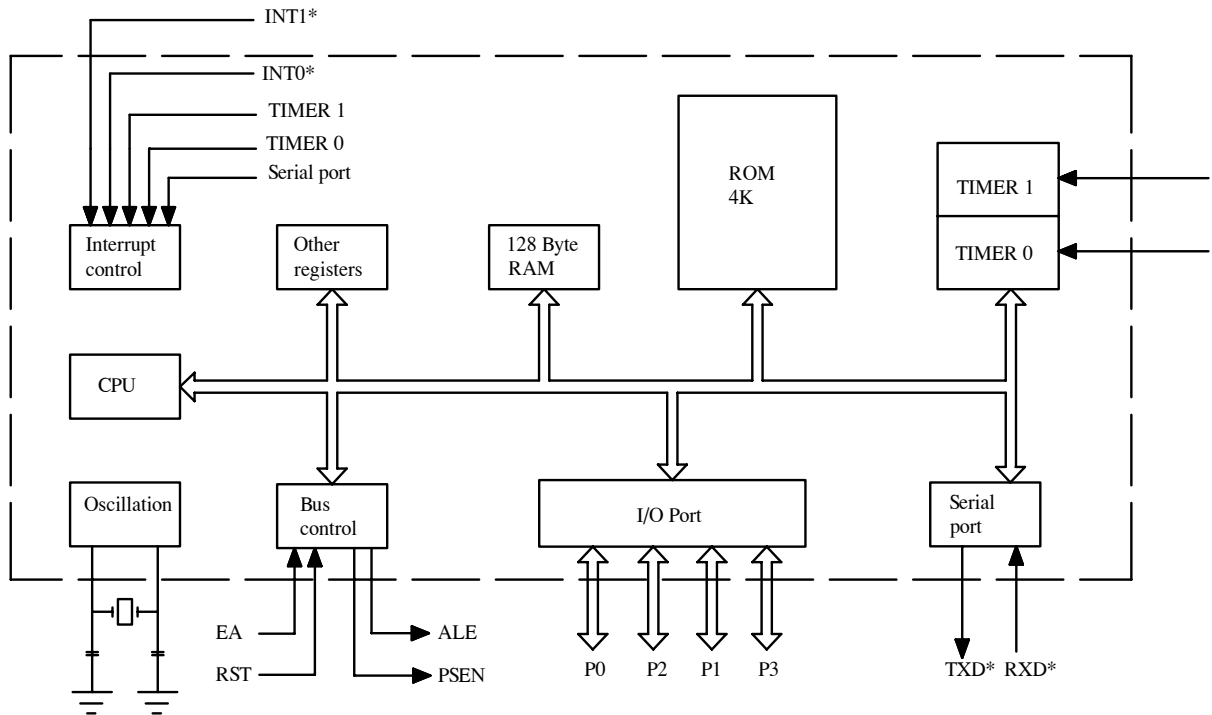 INT1*
INT0*
TIMER 1
TIMER 0
Serial port
Interrupt
control
Other
registers
128 Byte
RAM
ROM
4K
TIMER 1
TIMER 0
CPU
Oscillation
Bus
control
I/O Port
Serial
port
EA
RST
ALE
PSEN
P0
P2
P1
P3
TXD*
RXD*